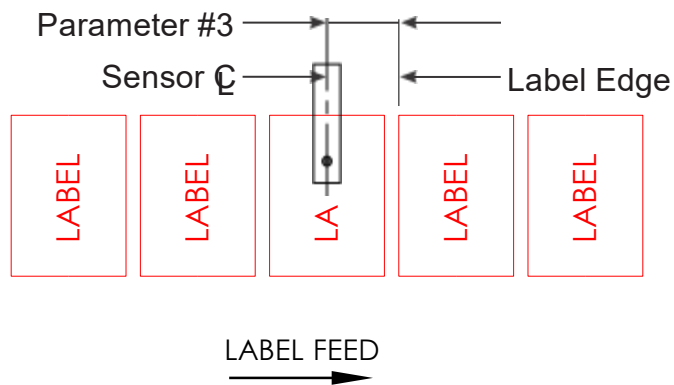 Parameter #3
Sensor ℄
Label Edge
LABEL
LABEL
LA
LABEL
LABEL
LABEL FEED